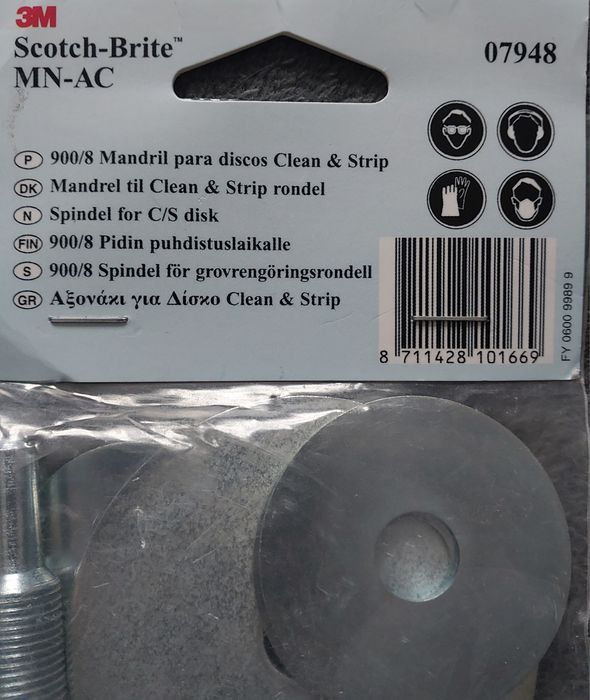 3M
Scotch-Brite™
MN-AC
07948
P 900/8 Mandril para discos Clean & Strip
DK Mandrel til Clean & Strip rondel
N Spindel for C/S disk
FIN 900/8 Pidin puhdistuslaikalle
S 900/8 Spindel för grovrengöringsrondell
GR Αξονάκι για Δίσκο Clean & Strip
8 711428 101669
FY 0600 9989 9